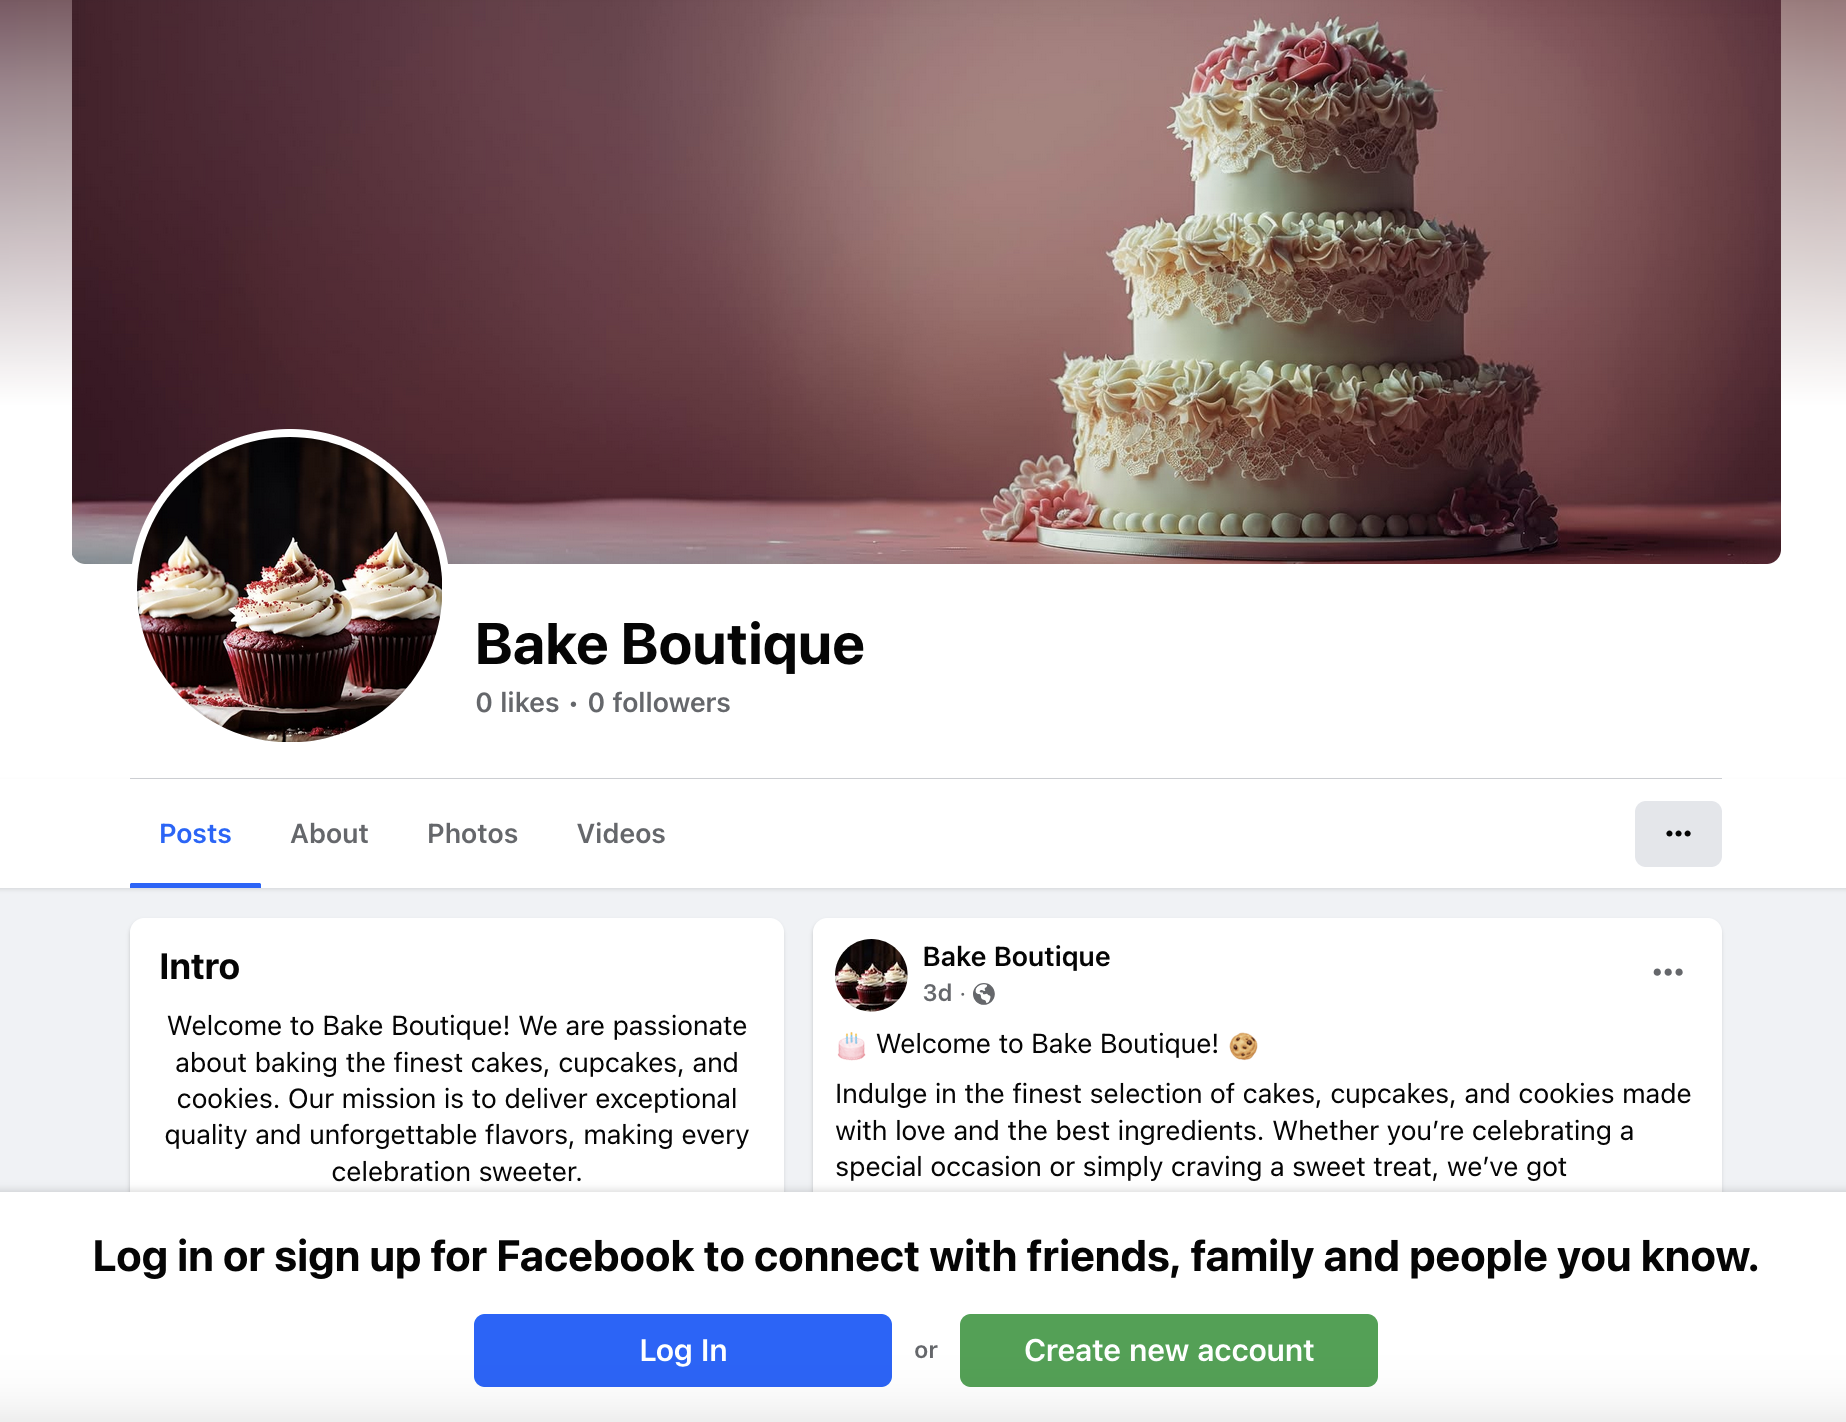 Bake Boutique
0 likes • 0 followers
Posts About Photos Videos
Intro
Welcome to Bake Boutique! We are passionate
about baking the finest cakes, cupcakes, and
cookies. Our mission is to deliver exceptional
quality and unforgettable flavors, making every
celebration sweeter.
Bake Boutique
3d ·
🎂 Welcome to Bake Boutique! 🍪
Indulge in the finest selection of cakes, cupcakes, and cookies made
with love and the best ingredients. Whether you’re celebrating a
special occasion or simply craving a sweet treat, we’ve got
Log in or sign up for Facebook to connect with friends, family and people you know.
Log In or Create new account